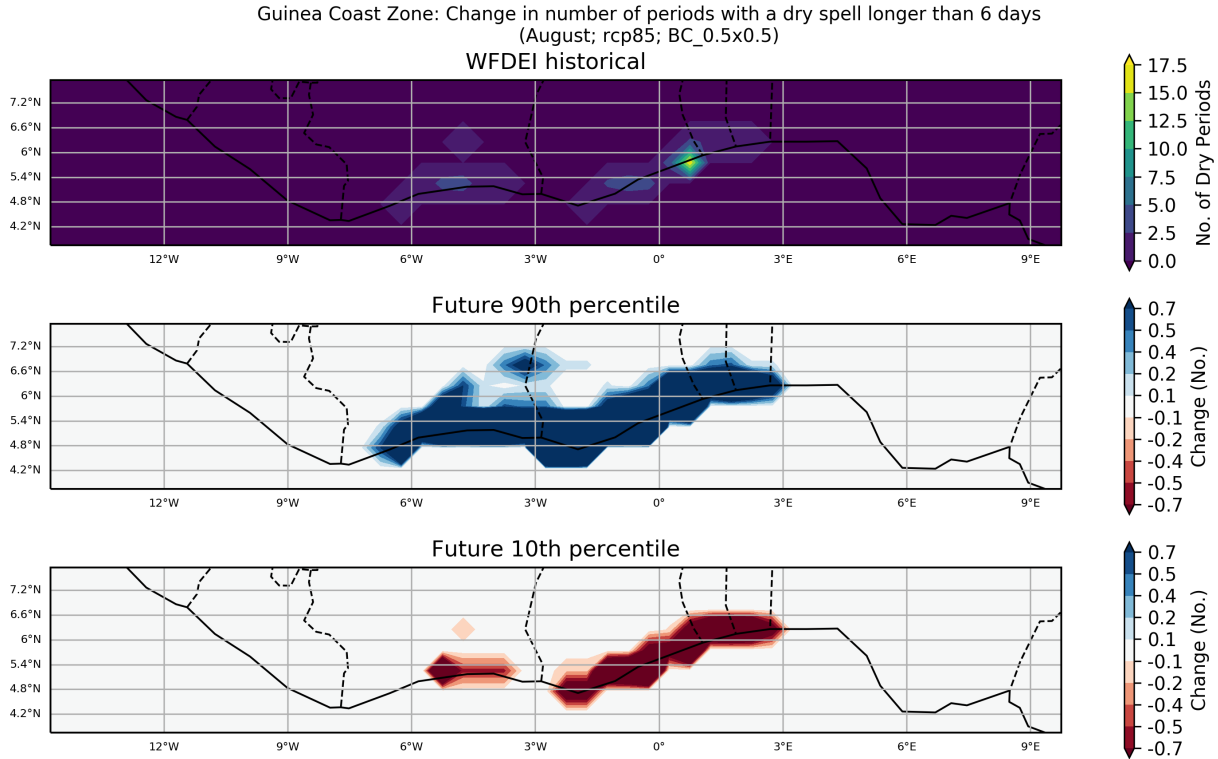 Guinea Coast Zone: Change in number of periods with a dry spell longer than 6 days
(August; rcp85; BC_0.5x0.5)
WFDEI historical
7.2°N
6.6°N
6°N
5.4°N
4.8°N
4.2°N
12°W 9°W 6°W 3°W 0° 3°E 6°E 9°E
17.5
15.0
12.5
10.0
7.5
5.0
2.5
0.0
No. of Dry Periods
Future 90th percentile
7.2°N
6.6°N
6°N
5.4°N
4.8°N
4.2°N
12°W 9°W 6°W 3°W 0° 3°E 6°E 9°E
0.7
0.5
0.4
0.2
0.1
-0.1
-0.2
-0.4
-0.5
-0.7
Change (No.)
Future 10th percentile
7.2°N
6.6°N
6°N
5.4°N
4.8°N
4.2°N
12°W 9°W 6°W 3°W 0° 3°E 6°E 9°E
0.7
0.5
0.4
0.2
0.1
-0.1
-0.2
-0.4
-0.5
-0.7
Change (No.)